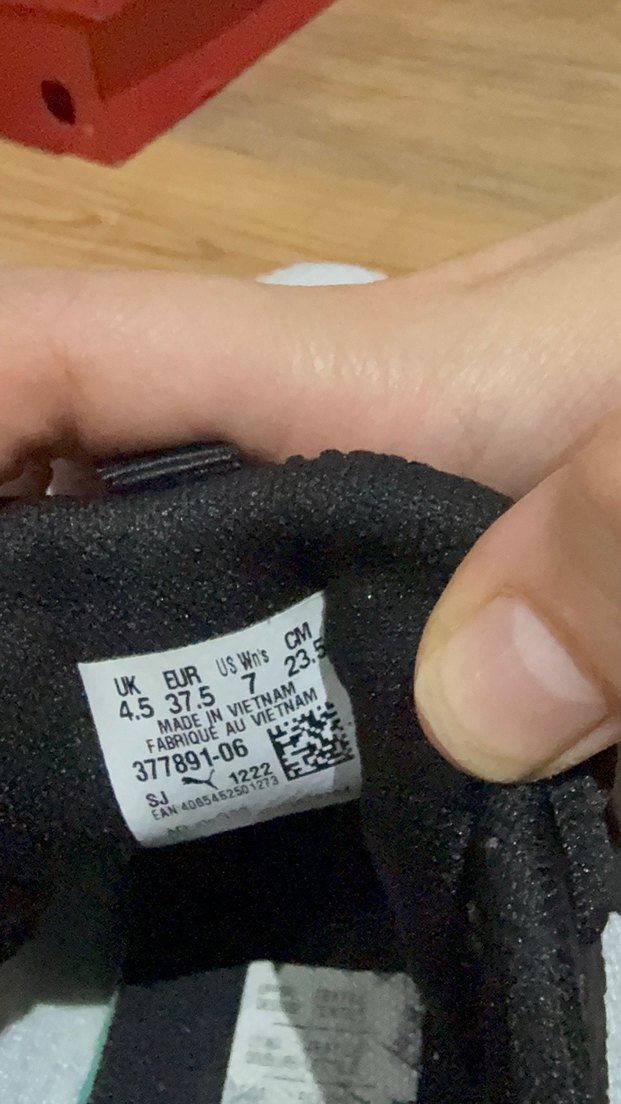 UK EUR US Wn's CM
4.5 37.5 7 23.5
MADE IN VIETNAM
FABRIQUÉ AU VIETNAM
377891-06
SJ 1222
EAN 4065452501273